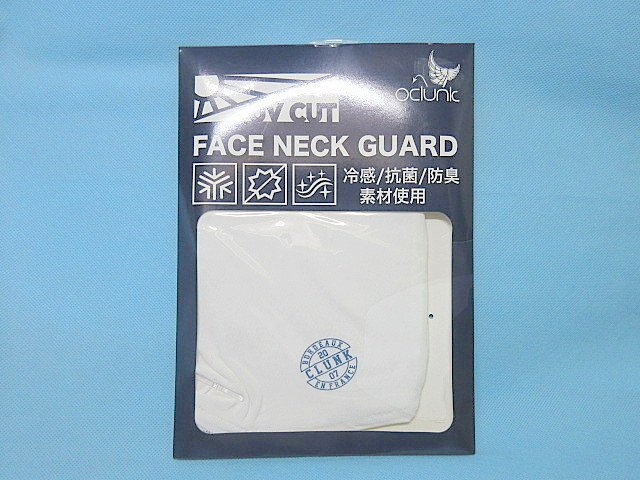 UV CUT
oclunk
FACE NECK GUARD
冷感/抗菌/防臭
素材使用
BORDEAUX
20
CLUNK
07
EN FRANCE